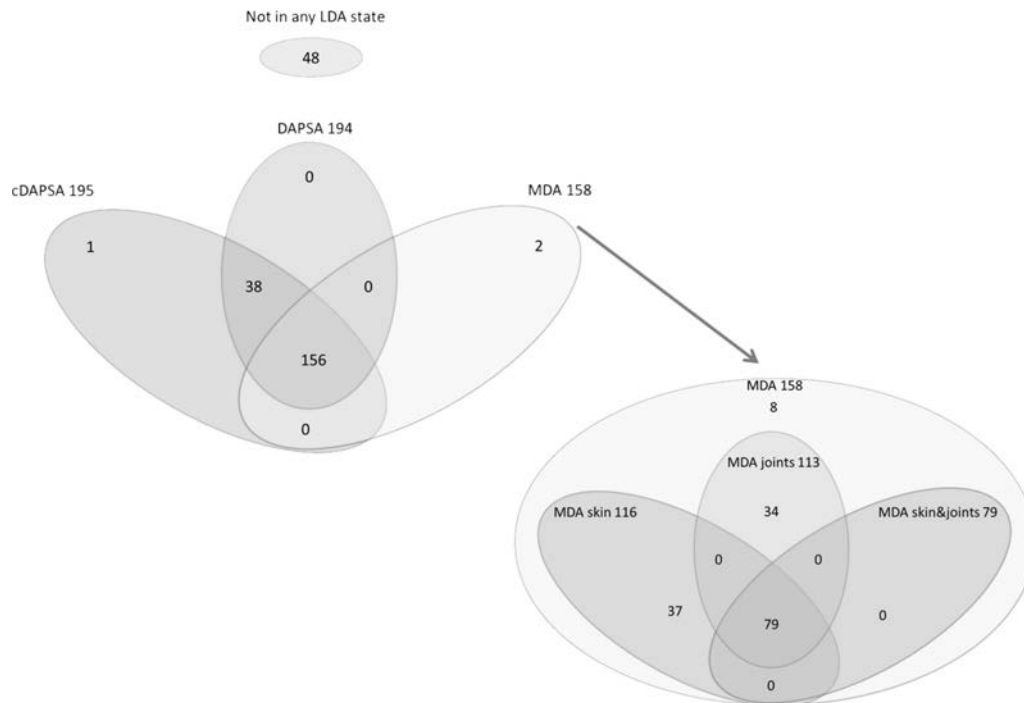 Not in any LDA state
48
DAPSA 194
0
cDAPSA 195
MDA 158
1
2
38
0
156
0
MDA 158
8
MDA joints 113
MDA skin 116
34
MDA skin&joints 79
0
0
37
79
0
0